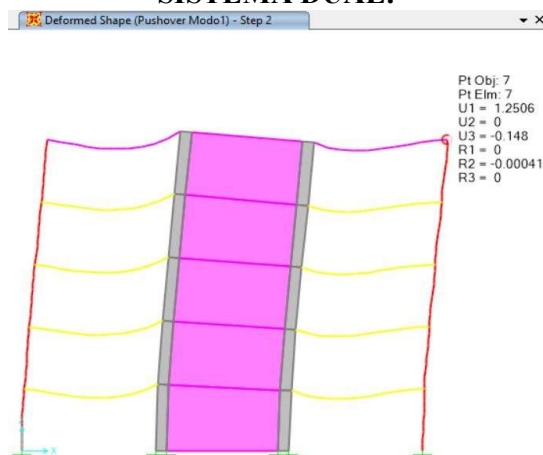 SISTEMA DUAL:
Deformed Shape (Pushover Modo1) - Step 2
Pt Obj: 7
Pt Elm: 7
U1 = 1.2506
U2 = 0
U3 = -0.148
R1 = 0
R2 = -0.00041
R3 = 0
X